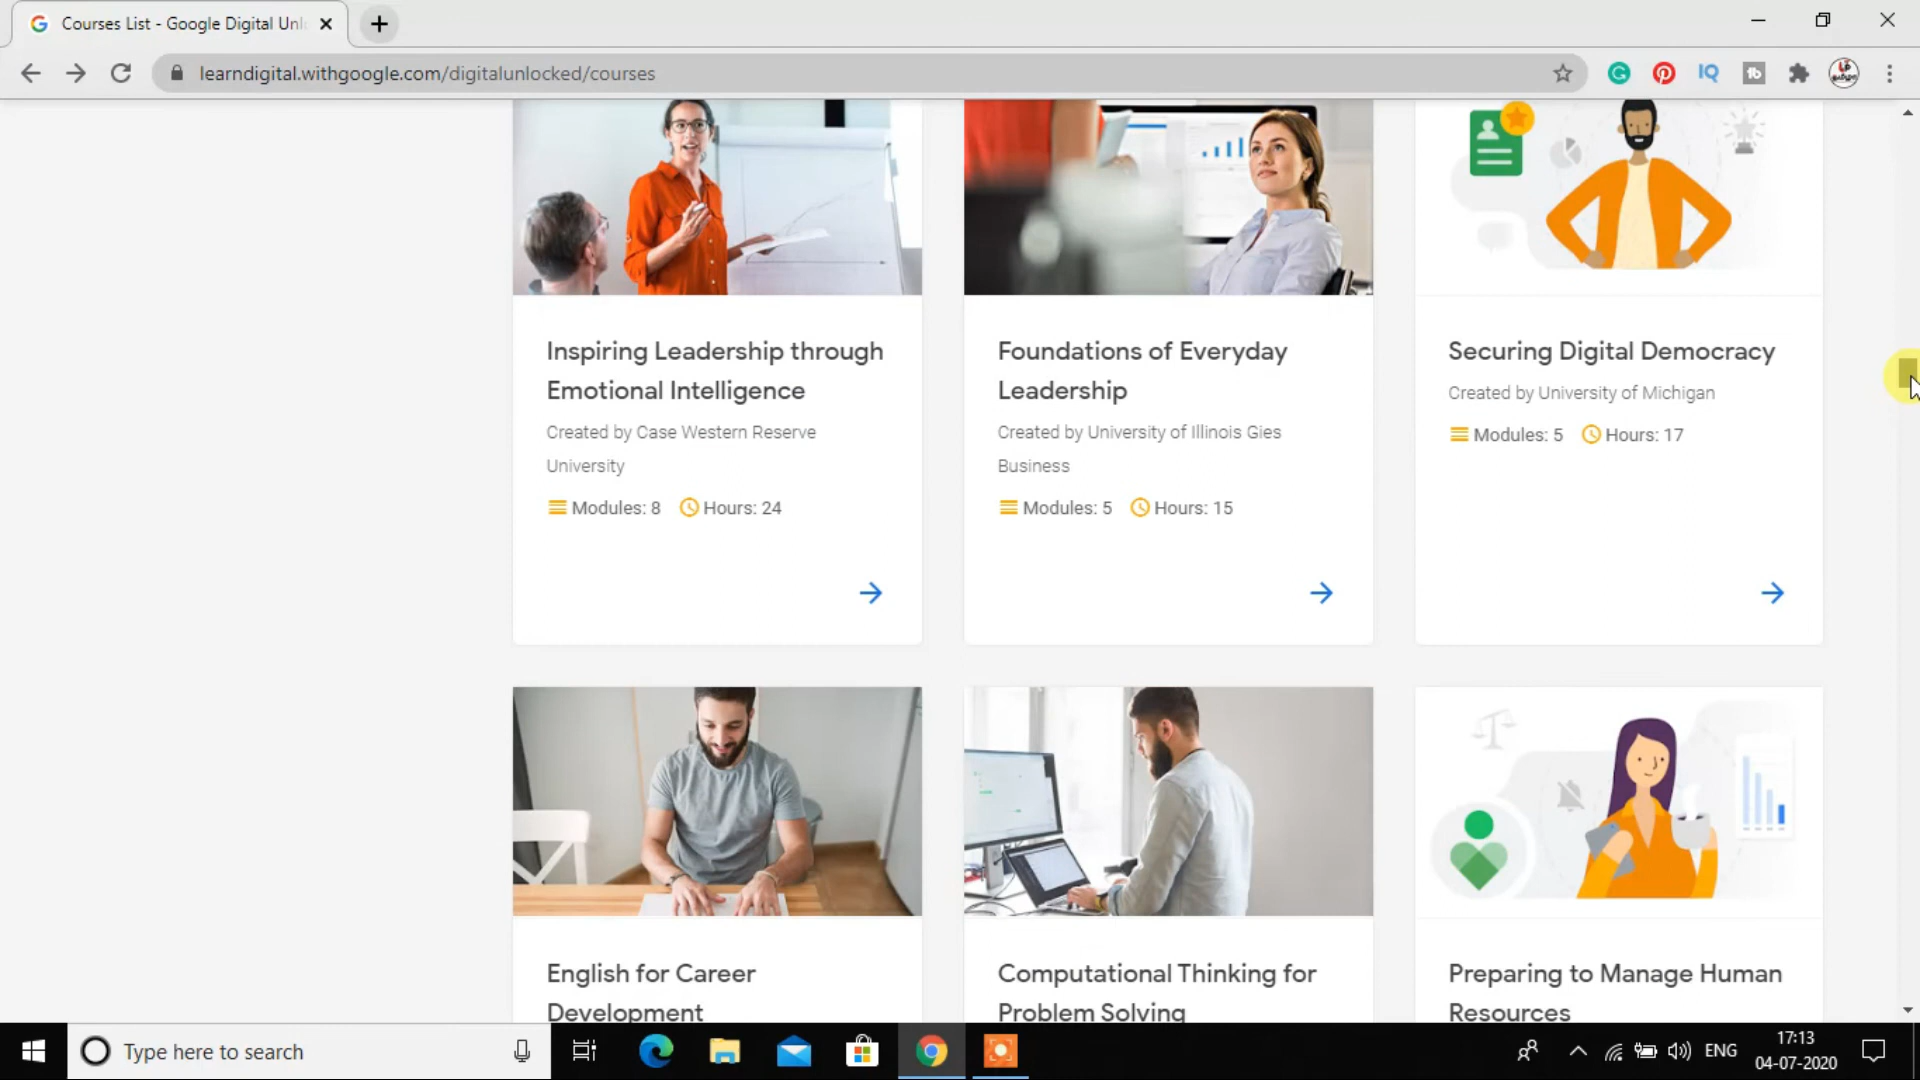 Courses List - Google Digital Unl
learndigital.withgoogle.com/digitalunlocked/courses
IQ
Inspiring Leadership through
Emotional Intelligence
Created by Case Western Reserve
University
Modules: 8 Hours: 24
Foundations of Everyday
Leadership
Created by University of Illinois Gies
Business
Modules: 5 Hours: 15
Securing Digital Democracy
Created by University of Michigan
Modules: 5 Hours: 17
English for Career
Development
Computational Thinking for
Problem Solving
Preparing to Manage Human
Resources
Type here to search
ENG
17:13
04-07-2020